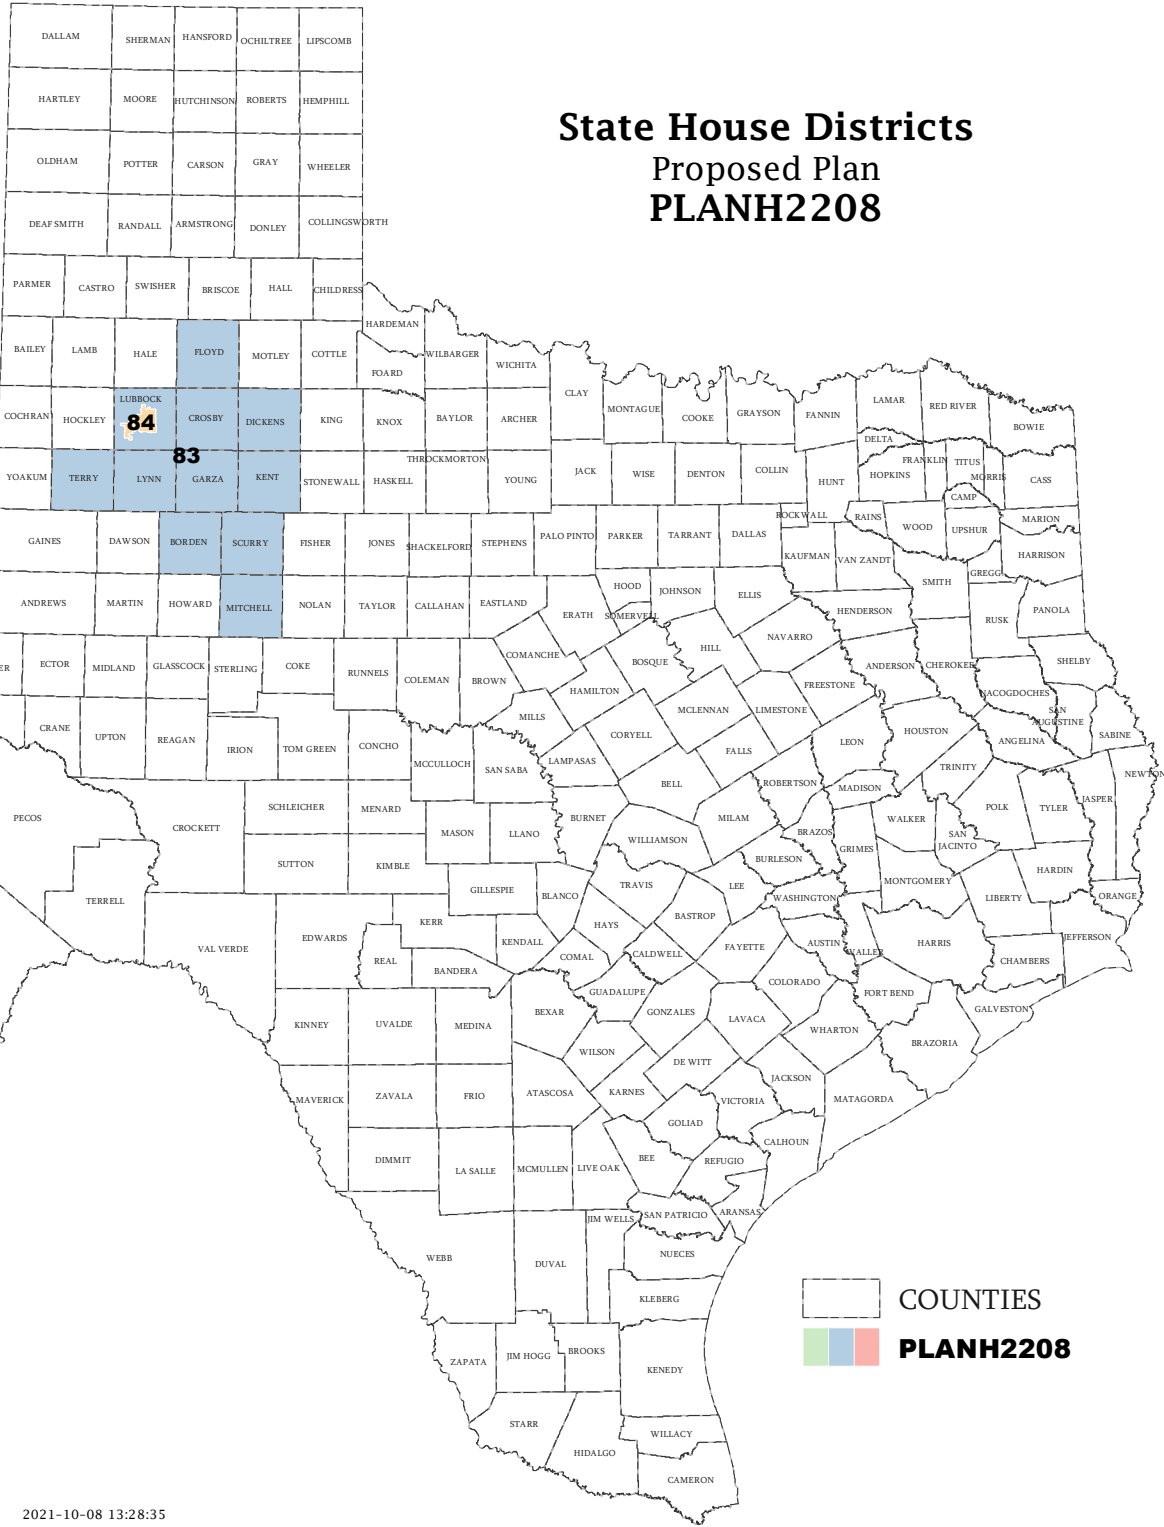 State House Districts
Proposed Plan
PLANH2208
DALLAM SHERMAN HANSFORD OCHILTREE LIPSCOMB
HARTLEY MOORE HUTCHINSON ROBERTS HEMPHILL
OLDHAM POTTER CARSON GRAY WHEELER
DEAF SMITH RANDALL ARMSTRONG DONLEY COLLINGSWORTH
PARMER CASTRO SWISHER BRISCOE HALL CHILDRESS
HARDEMAN
BAILEY LAMB HALE FLOYD MOTLEY COTTLE FOARD WILBARGER WICHITA
CLAY
COCHRAN HOCKLEY LUBBOCK CROSBY DICKENS KING KNOX BAYLOR ARCHER MONTAGUE COOKE GRAYSON FANNIN LAMAR RED RIVER BOWIE
84
83
DELTA
YOAKUM TERRY LYNN GARZA KENT STONEWALL HASKELL THROCKMORTON YOUNG JACK WISE DENTON COLLIN HUNT HOPKINS FRANKLIN TITUS MORRIS CASS
CAMP
GAINES DAWSON BORDEN SCURRY FISHER JONES SHACKELFORD STEPHENS PALO PINTO PARKER TARRANT DALLAS ROCKWALL RAINS WOOD UPSHUR MARION
KAUFMAN VAN ZANDT SMITH GREGG HARRISON
ANDREWS MARTIN HOWARD MITCHELL NOLAN TAYLOR CALLAHAN EASTLAND ERATH HOOD SOMERVELL JOHNSON ELLIS HENDERSON RUSK PANOLA
NAVARRO
ER ECTOR MIDLAND GLASSCOCK STERLING COKE RUNNELS COLEMAN BROWN COMANCHE BOSQUE HILL ANDERSON CHEROKEE SHELBY
HAMILTON FREESTONE NACOGDOCHES
CRANE UPTON REAGAN IRION TOM GREEN CONCHO MILLS CORYELL MCLENNAN LIMESTONE LEON HOUSTON ANGELINA SAN
AUGUSTINE SABINE
MCCULLOCH SAN SABA LAMPASAS FALLS TRINITY NEWTON
PECOS CROCKETT SCHLEICHER MENARD BELL ROBERTSON MADISON POLK TYLER JASPER
MASON LLANO BURNET WILLIAMSON MILAM BRAZOS WALKER SAN
JACINTO
SUTTON KIMBLE BURLESON GRIMES HARDIN
TERRELL GILLESPIE BLANCO TRAVIS LEE WASHINGTON MONTGOMERY LIBERTY ORANGE
VAL VERDE EDWARDS KERR KENDALL HAYS BASTROP FAYETTE AUSTIN WALLER HARRIS JEFFERSON
REAL BANDERA COMAL CALDWELL CHAMBERS
GUADALUPE COLORADO FORT BEND
KINNEY UVALDE MEDINA BEXAR GONZALES LAVACA WHARTON GALVESTON
WILSON DE WITT BRAZORIA
MAVERICK ZAVALA FRIO ATASCOSA KARNES VICTORIA JACKSON MATAGORDA
GOLIAD
CALHOUN
DIMMIT LA SALLE MCMULLEN LIVE OAK BEE REFUGIO
JIM WELLS SAN PATRICIO ARANSAS
WEBB DUVAL NUECES
KLEBERG
ZAPATA JIM HOGG BROOKS KENEDY
STARR HIDALGO WILLACY
CAMERON
COUNTIES
PLANH2208
2021-10-08 13:28:35